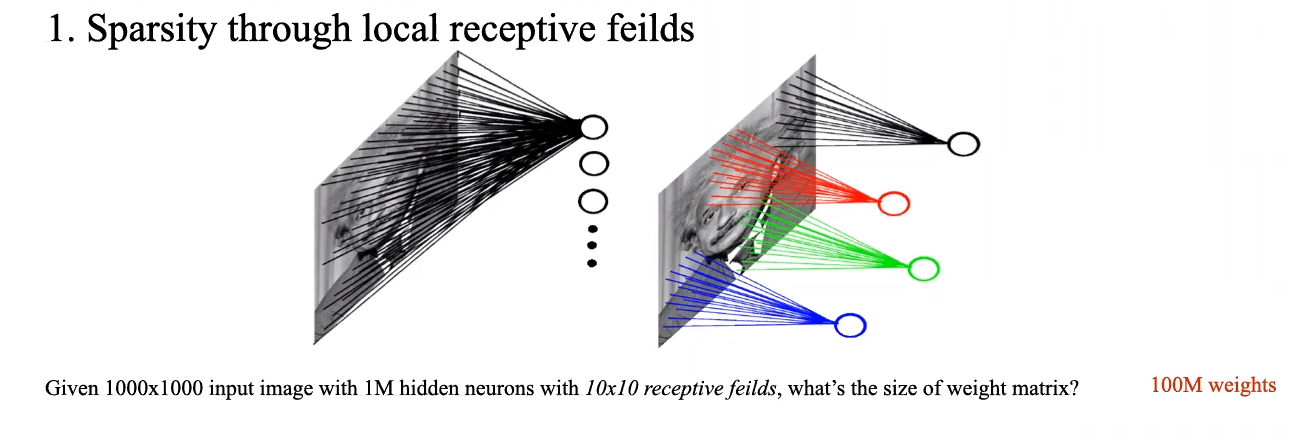 1. Sparsity through local receptive feilds
Given 1000x1000 input image with 1M hidden neurons with 10x10 receptive feilds, what's the size of weight matrix? 100M weights